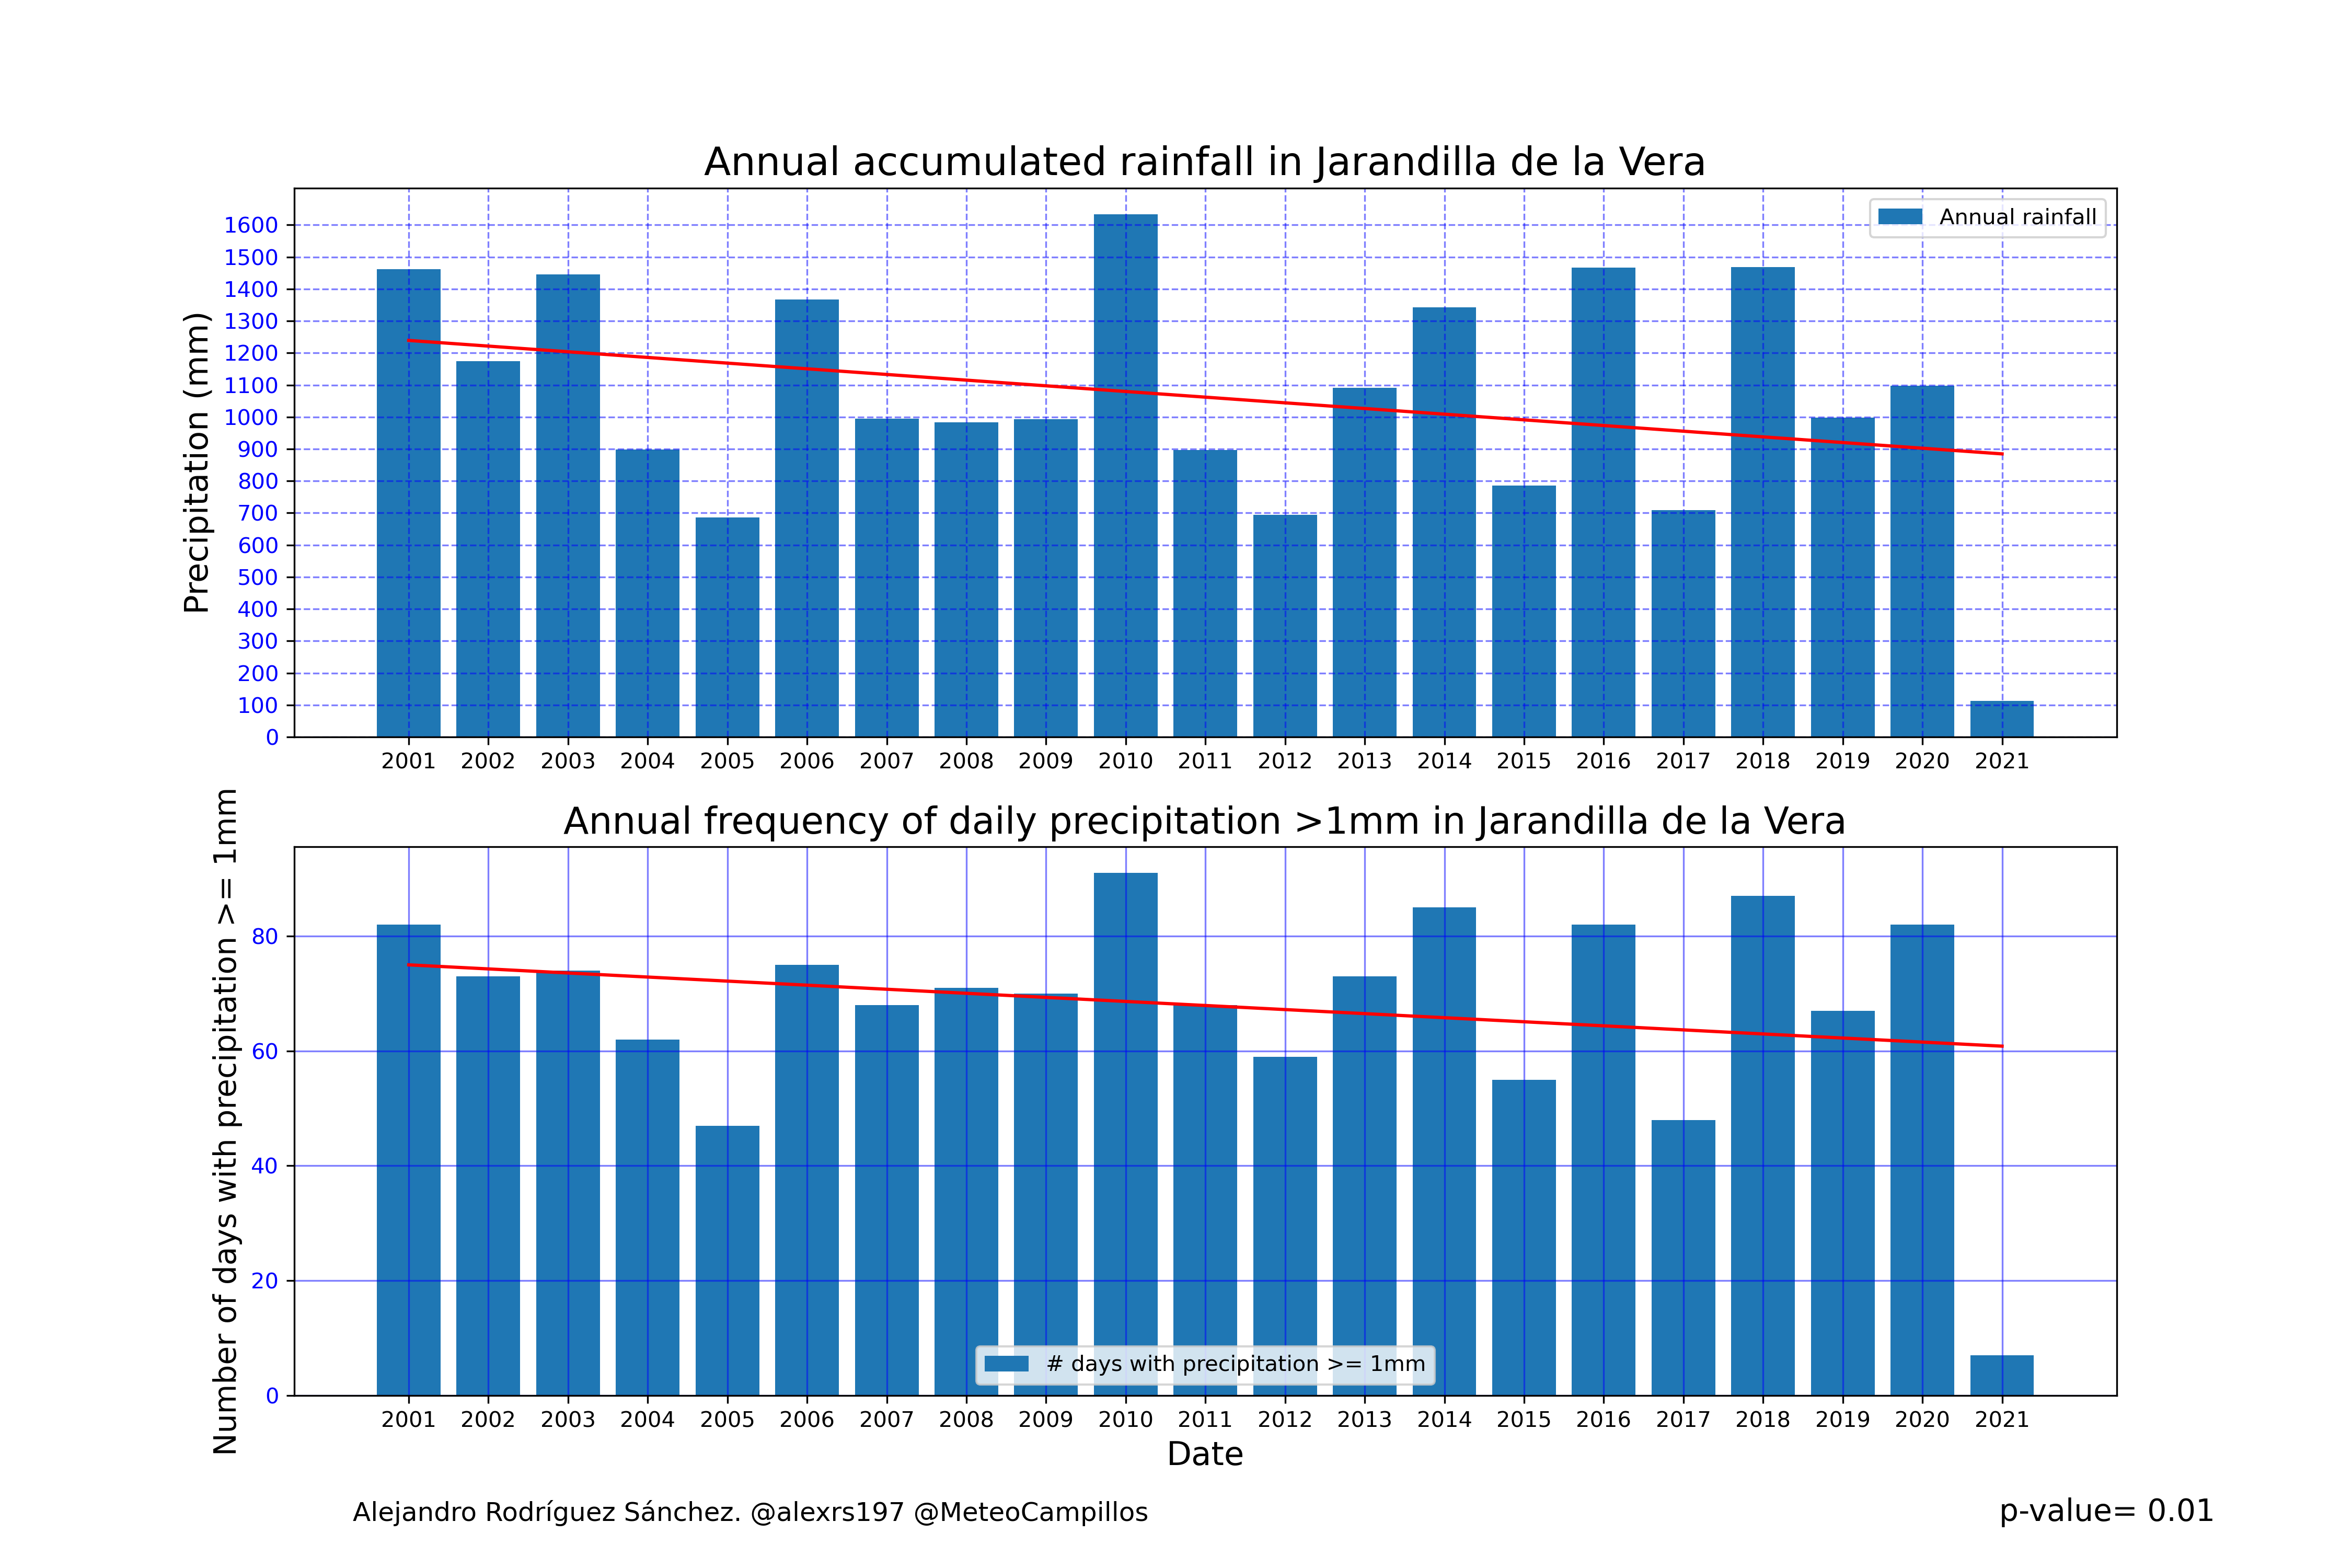 Annual accumulated rainfall in Jarandilla de la Vera
Annual rainfall
Precipitation (mm)
1600
1500
1400
1300
1200
1100
1000
900
800
700
600
500
400
300
200
100
0
2001 2002 2003 2004 2005 2006 2007 2008 2009 2010 2011 2012 2013 2014 2015 2016 2017 2018 2019 2020 2021
Annual frequency of daily precipitation >1mm in Jarandilla de la Vera
Number of days with precipitation >= 1mm
80
60
40
20
0
# days with precipitation >= 1mm
2001 2002 2003 2004 2005 2006 2007 2008 2009 2010 2011 2012 2013 2014 2015 2016 2017 2018 2019 2020 2021
Date
Alejandro Rodríguez Sánchez. @alexrs197 @MeteoCampillos
p-value= 0.01